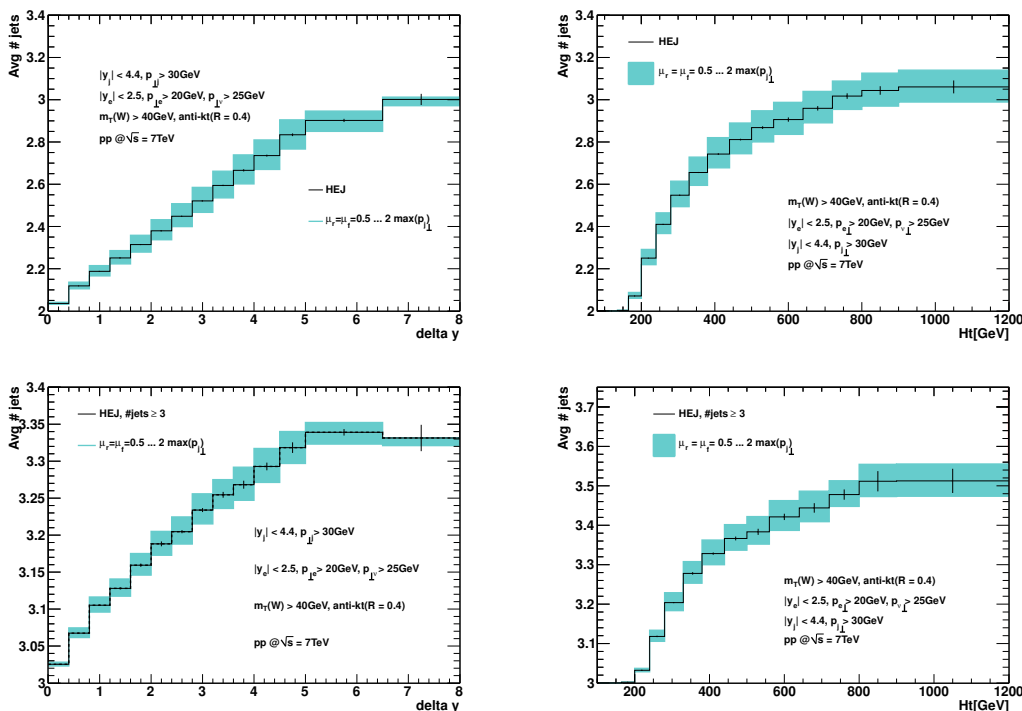 Avg # jets
3.4
3.2
3
2.8
2.6
2.4
2.2
2
|y_j| < 4.4, p_⊥j > 30GeV
|y_e| < 2.5, p_⊥e > 20GeV, p_⊥ν > 25GeV
m_T(W) > 40GeV, anti-kt(R = 0.4)
pp @√s = 7TeV
HEJ
μ_r=μ_f=0.5 ... 2 max(p_j⊥)
0 1 2 3 4 5 6 7 8
delta y
Avg # jets
3.4
3.2
3
2.8
2.6
2.4
2.2
2
HEJ
μ_r = μ_f = 0.5 ... 2 max(p_j⊥)
m_T(W) > 40GeV, anti-kt(R = 0.4)
|y_e| < 2.5, p_e⊥ > 20GeV, p_ν⊥ > 25GeV
|y_j| < 4.4, p_j⊥ > 30GeV
pp @√s = 7TeV
200 400 600 800 1000 1200
Ht[GeV]
Avg # jets
3.4
3.35
3.3
3.25
3.2
3.15
3.1
3.05
3
HEJ, #jets ≥ 3
μ_r=μ_f=0.5 ... 2 max(p_j⊥)
|y_j| < 4.4, p_⊥j > 30GeV
|y_e| < 2.5, p_⊥e > 20GeV, p_⊥ν > 25GeV
m_T(W) > 40GeV, anti-kt(R = 0.4)
pp @√s = 7TeV
0 1 2 3 4 5 6 7 8
delta y
Avg # jets
3.7
3.6
3.5
3.4
3.3
3.2
3.1
3
HEJ, #jets ≥ 3
μ_r = μ_f = 0.5 ... 2 max(p_j⊥)
m_T(W) > 40GeV, anti-kt(R = 0.4)
|y_e| < 2.5, p_e⊥ > 20GeV, p_ν⊥ > 25GeV
|y_j| < 4.4, p_j⊥ > 30GeV
pp @√s = 7TeV
200 400 600 800 1000 1200
Ht[GeV]